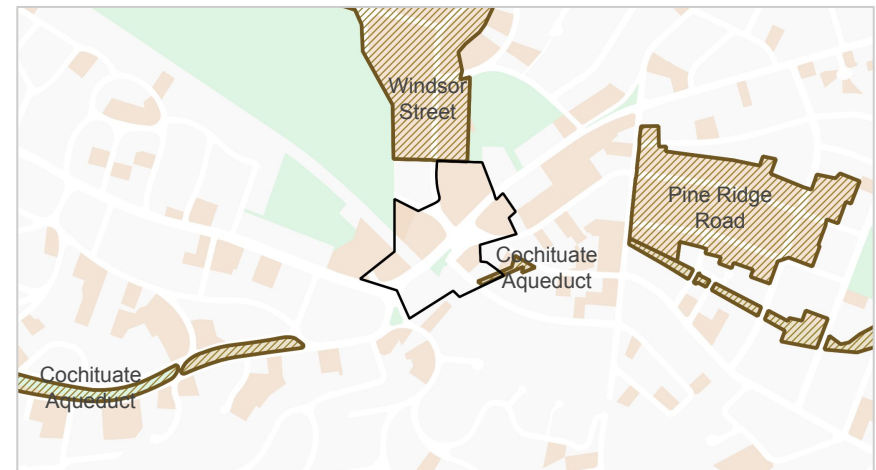 Windsor
Street
Pine Ridge
Road
Cochituate
Aqueduct
Cochituate
Aqueduct